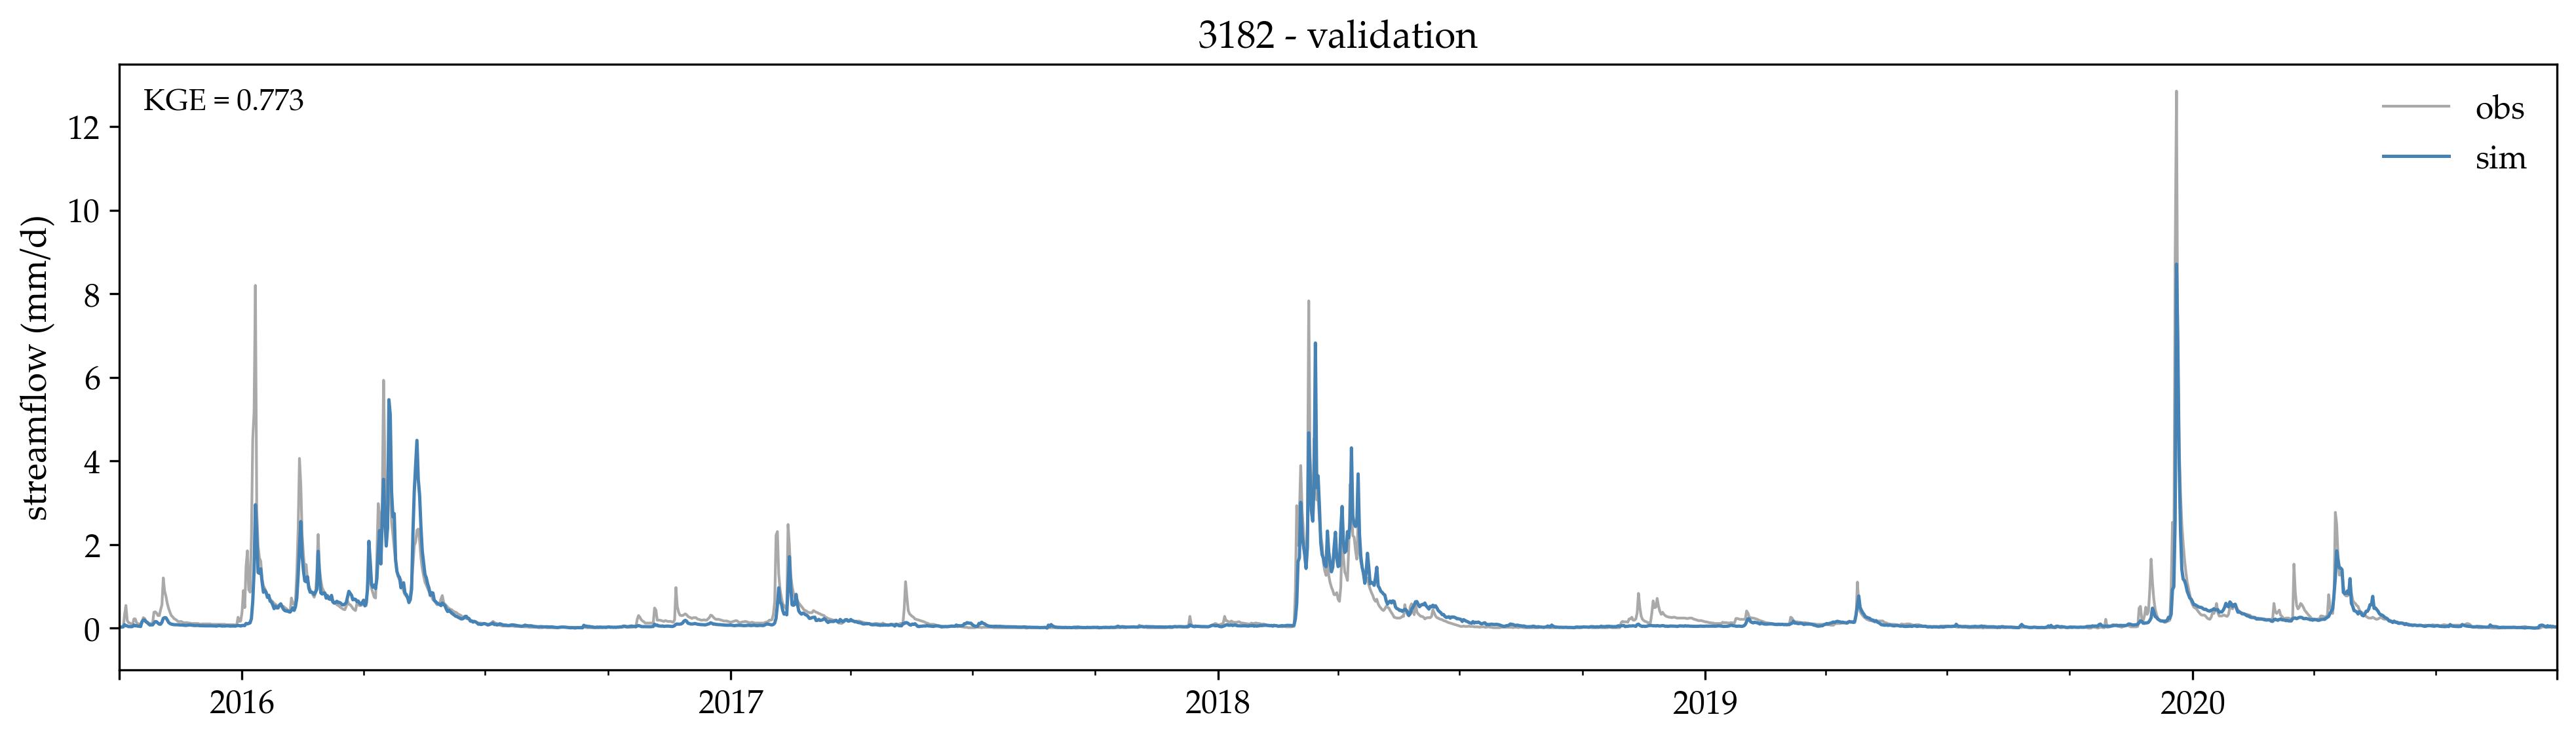 3182 - validation
KGE = 0.773
obs
sim
streamflow (mm/d)
12
10
8
6
4
2
0
2016
2017
2018
2019
2020